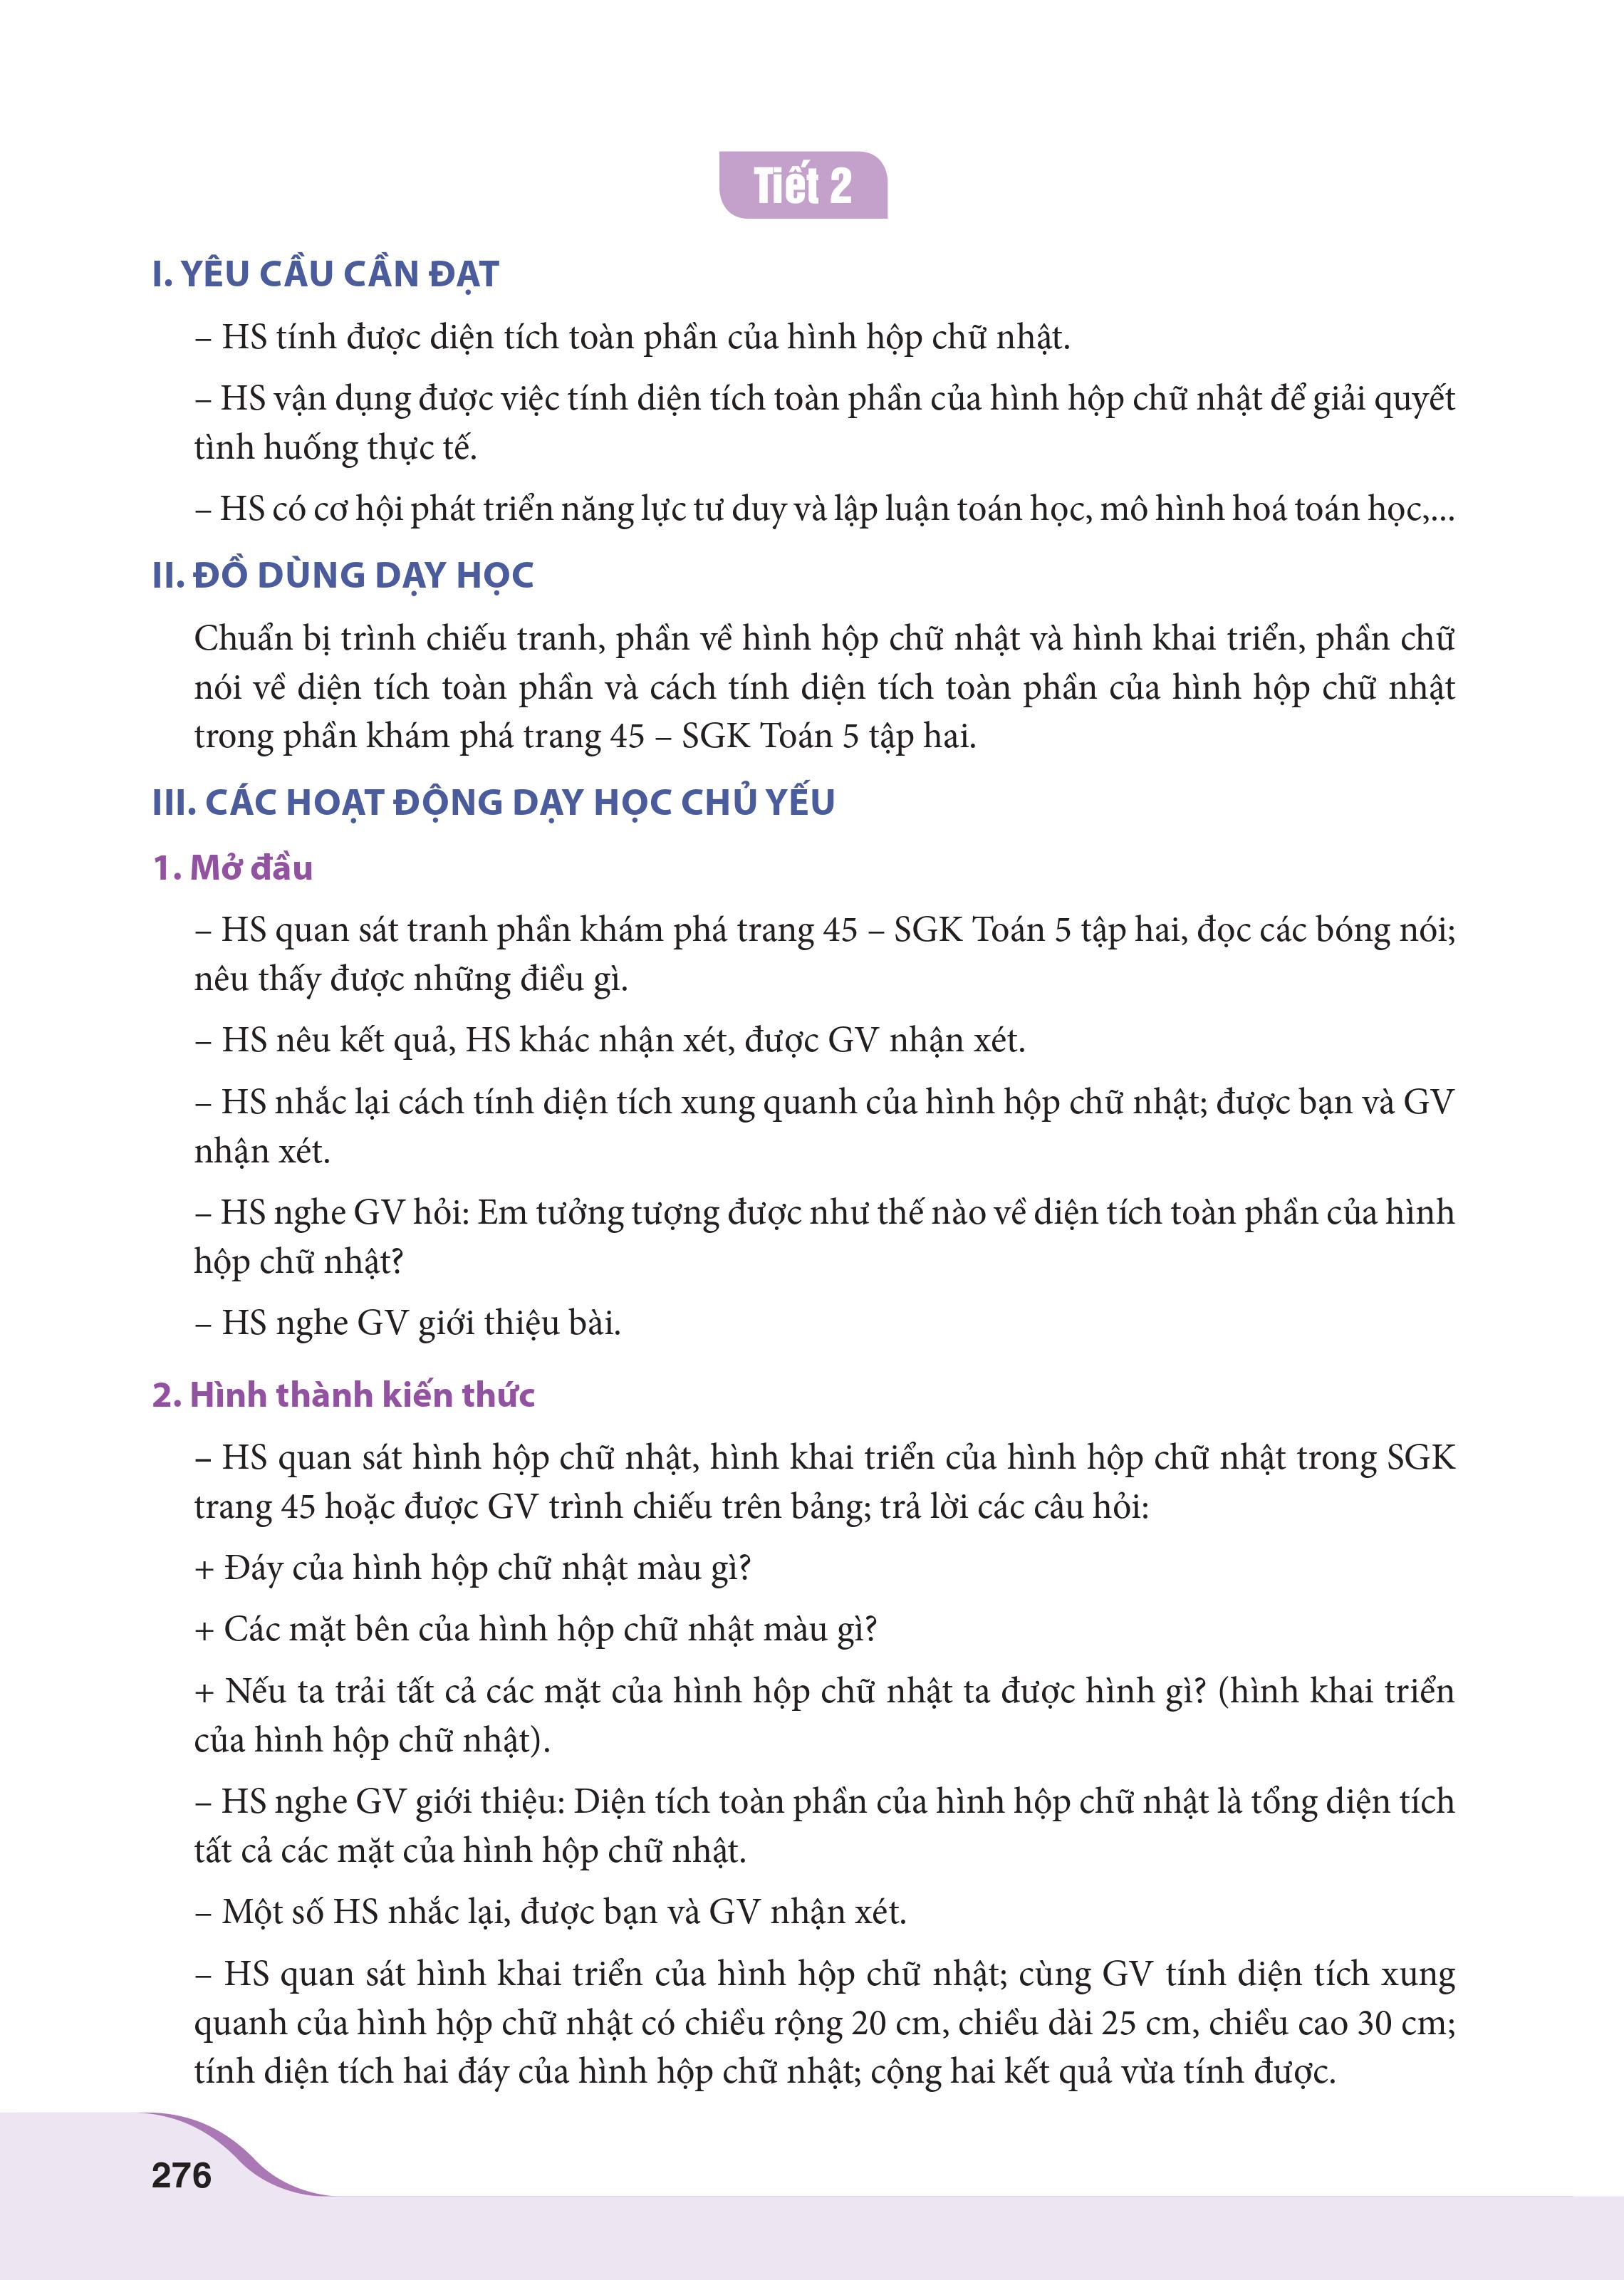 Tiết 2
I. YÊU CẦU CẦN ĐẠT
– HS tính được diện tích toàn phần của hình hộp chữ nhật.
– HS vận dụng được việc tính diện tích toàn phần của hình hộp chữ nhật để giải quyết
tình huống thực tế.
– HS có cơ hội phát triển năng lực tư duy và lập luận toán học, mô hình hoá toán học,...
II. ĐỒ DÙNG DẠY HỌC
Chuẩn bị trình chiếu tranh, phần về hình hộp chữ nhật và hình khai triển, phần chữ
nói về diện tích toàn phần và cách tính diện tích toàn phần của hình hộp chữ nhật
trong phần khám phá trang 45 – SGK Toán 5 tập hai.
III. CÁC HOẠT ĐỘNG DẠY HỌC CHỦ YẾU
1. Mở đầu
– HS quan sát tranh phần khám phá trang 45 – SGK Toán 5 tập hai, đọc các bóng nói;
nêu thấy được những điều gì.
– HS nêu kết quả, HS khác nhận xét, được GV nhận xét.
– HS nhắc lại cách tính diện tích xung quanh của hình hộp chữ nhật; được bạn và GV
nhận xét.
– HS nghe GV hỏi: Em tưởng tượng được như thế nào về diện tích toàn phần của hình
hộp chữ nhật?
– HS nghe GV giới thiệu bài.
2. Hình thành kiến thức
– HS quan sát hình hộp chữ nhật, hình khai triển của hình hộp chữ nhật trong SGK
trang 45 hoặc được GV trình chiếu trên bảng; trả lời các câu hỏi:
+ Đáy của hình hộp chữ nhật màu gì?
+ Các mặt bên của hình hộp chữ nhật màu gì?
+ Nếu ta trải tất cả các mặt của hình hộp chữ nhật ta được hình gì? (hình khai triển
của hình hộp chữ nhật).
– HS nghe GV giới thiệu: Diện tích toàn phần của hình hộp chữ nhật là tổng diện tích
tất cả các mặt của hình hộp chữ nhật.
– Một số HS nhắc lại, được bạn và GV nhận xét.
– HS quan sát hình khai triển của hình hộp chữ nhật; cùng GV tính diện tích xung
quanh của hình hộp chữ nhật có chiều rộng 20 cm, chiều dài 25 cm, chiều cao 30 cm;
tính diện tích hai đáy của hình hộp chữ nhật; cộng hai kết quả vừa tính được.
276